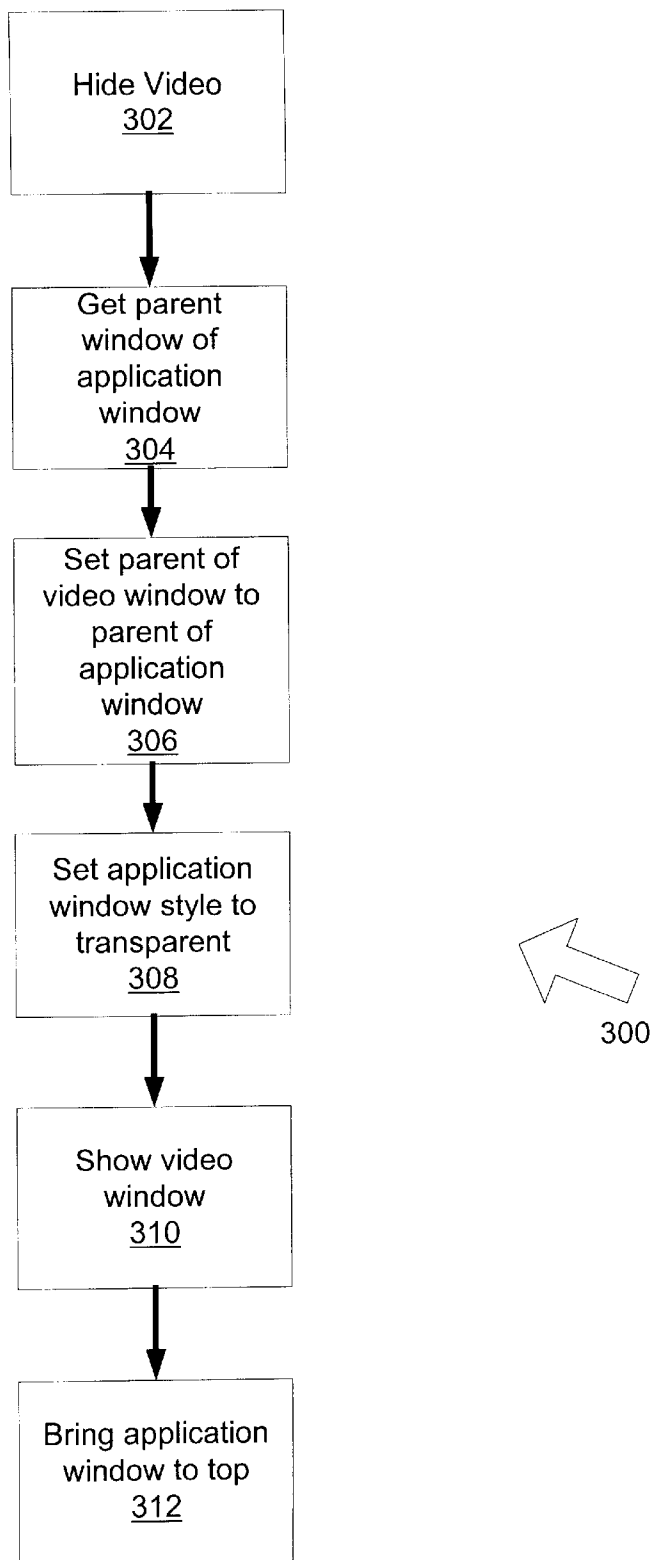 Hide Video
302
Get parent
window of
application
window
304
Set parent of
video window to
parent of
application
window
306
Set application
window style to
transparent
308
300
Show video
window
310
Bring application
window to top
312